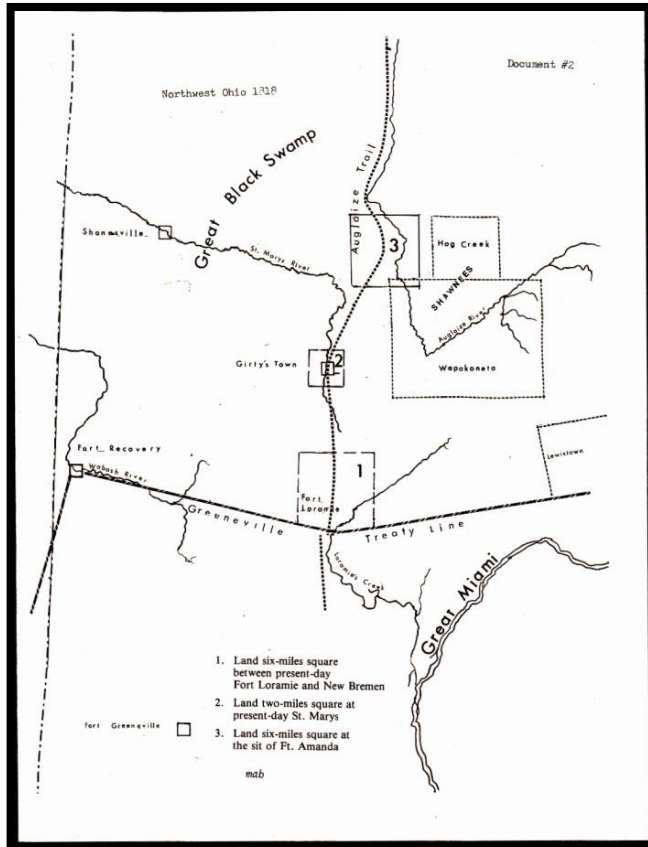 Document #2
Northwest Ohio 1818
Great Black Swamp
Auglaize Trail
Shanesville
St. Marys River
3
Hog Creek
SHAWNEES
Auglaize River
Wapakoneta
Girty's Town
2
Fort Recovery
Wabash River
1
Fort
Loramie
Lewistown
Greeneville
Treaty Line
Loramie's Creek
Great Miami
1. Land six-miles square
between present-day
Fort Loramie and New Bremen
2. Land two-miles square at
present-day St. Marys
3. Land six-miles square at
the sit of Ft. Amanda
Fort Greenville
mab